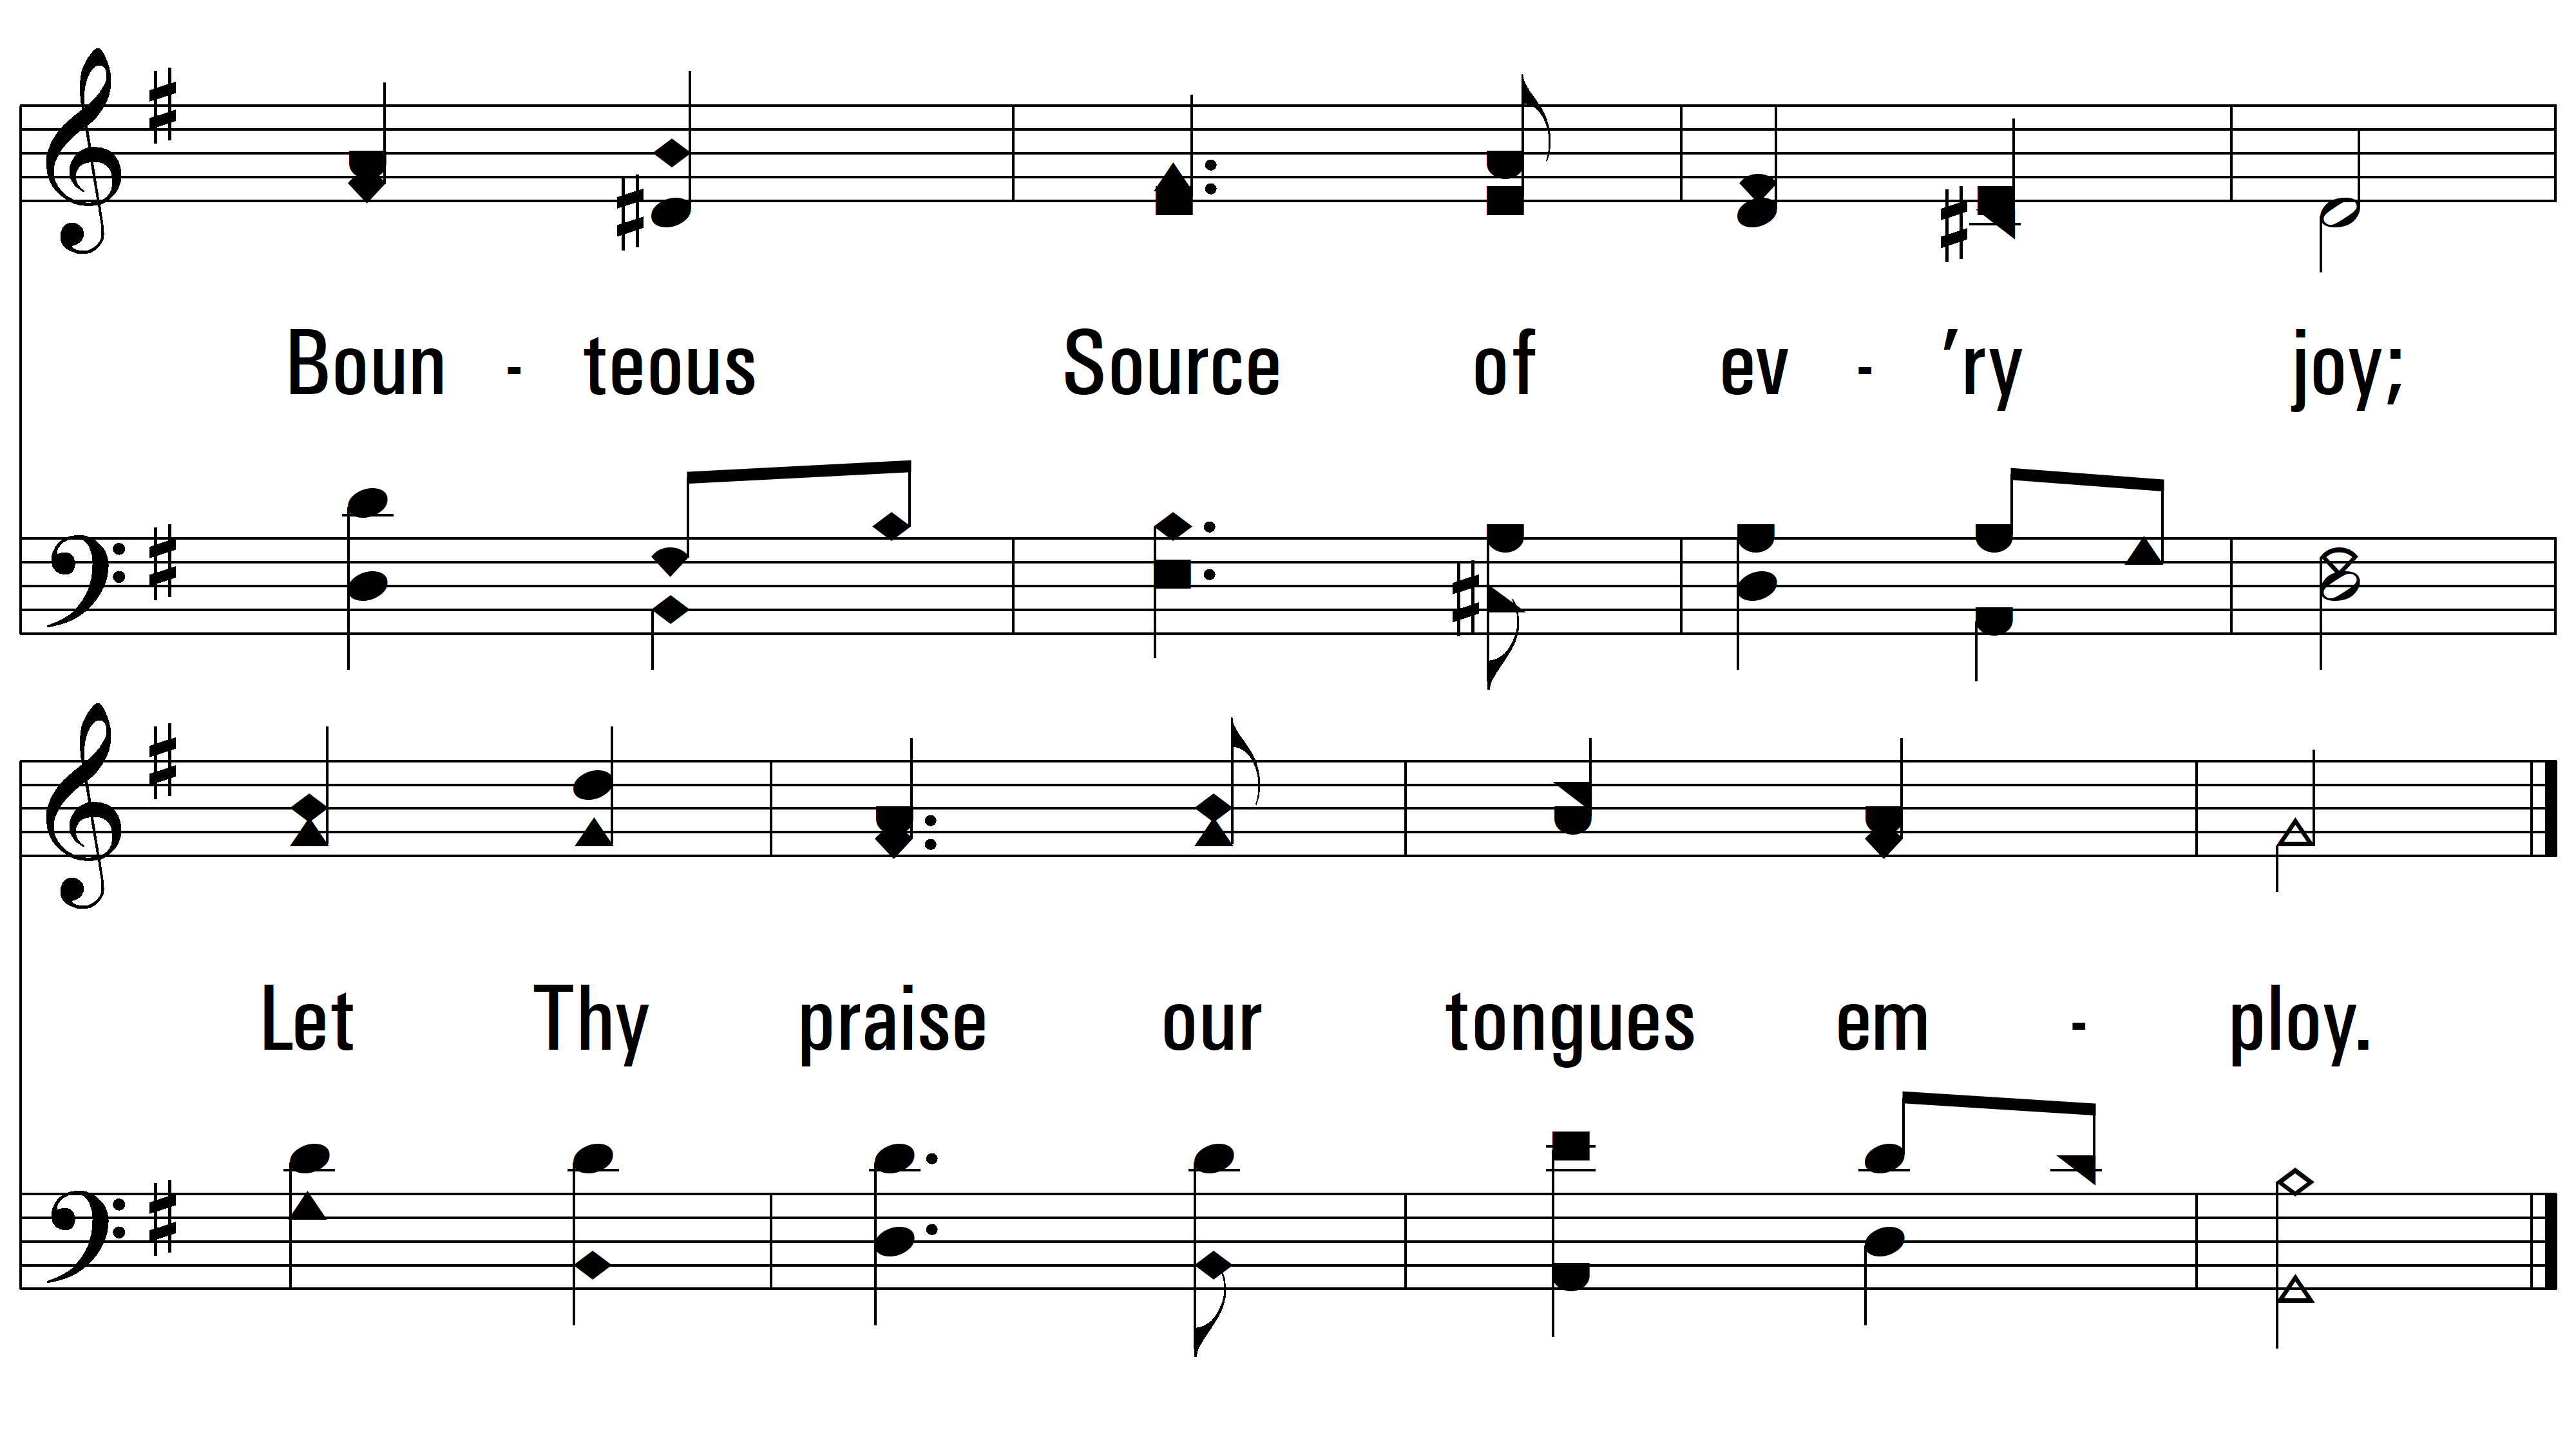 Boun - teous Source of ev - ’ry joy;
Let Thy praise our tongues em - ploy.